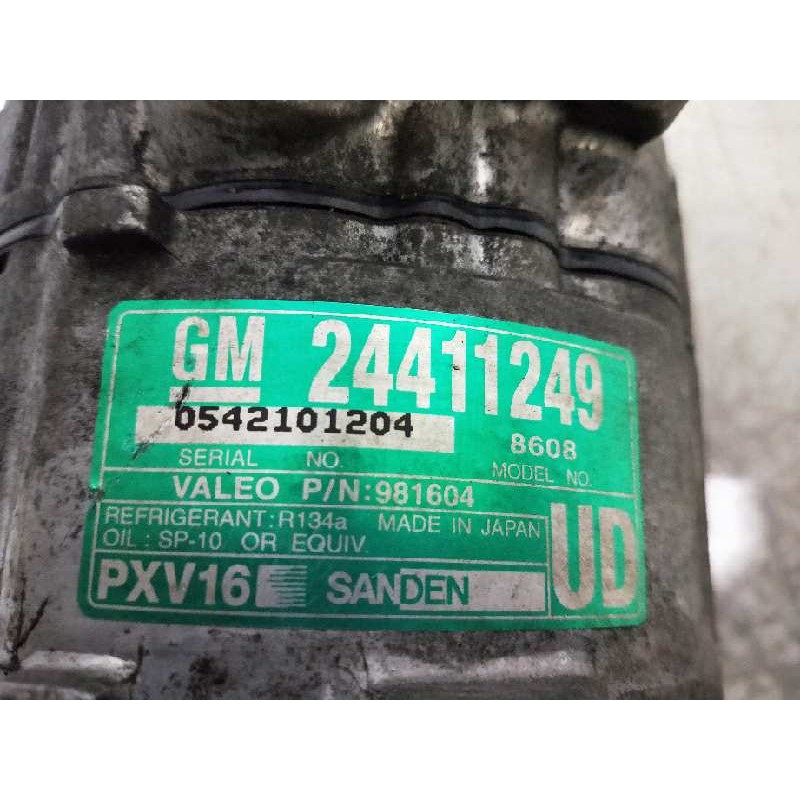 GM 24411249
0542101204 8608
SERIAL NO. MODEL NO.
VALEO P/N:981604
REFRIGERANT:R134a MADE IN JAPAN
OIL: SP-10 OR EQUIV.
UD
PXV16 SANDEN